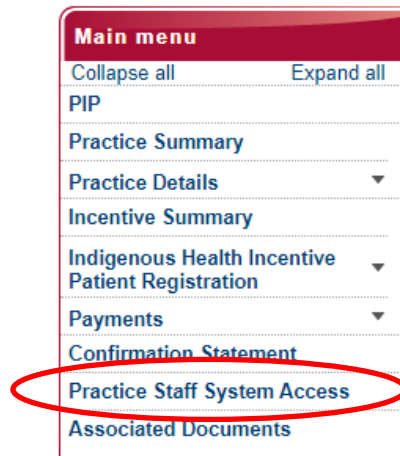 Main menu
Collapse all Expand all
PIP
Practice Summary
Practice Details
Incentive Summary
Indigenous Health Incentive
Patient Registration
Payments
Confirmation Statement
Practice Staff System Access
Associated Documents